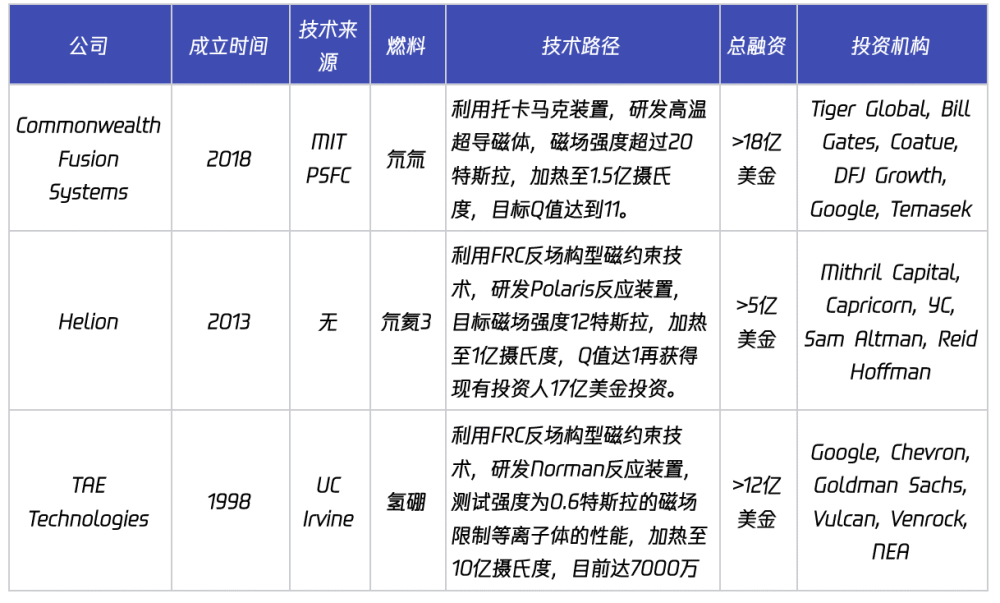 公司
成立时间
技术来
源
燃料
技术路径
总融资
投资机构
Commonwealth
Fusion
Systems
2018
MIT
PSFC
氘氚
利用托卡马克装置，研发高温
超导磁体，磁场强度超过20
特斯拉，加热至1.5亿摄氏
度，目标Q值达到11。
>18亿
美金
Tiger Global, Bill
Gates, Coatue,
DFJ Growth,
Google, Temasek
Helion
2013
无
氘氦3
利用FRC反场构型磁约束技
术，研发Polaris反应装置，
目标磁场强度12特斯拉，加热
至1亿摄氏度，Q值达1再获得
现有投资人17亿美金投资。
>5亿
美金
Mithril Capital,
Capricorn, YC,
Sam Altman, Reid
Hoffman
TAE
Technologies
1998
UC
Irvine
氢硼
利用FRC反场构型磁约束技
术，研发Norman反应装置，
测试强度为0.6特斯拉的磁场
限制等离子体的性能，加热至
10亿摄氏度，目前达7000万
>12亿
美金
Google, Chevron,
Goldman Sachs,
Vulcan, Venrock,
NEA